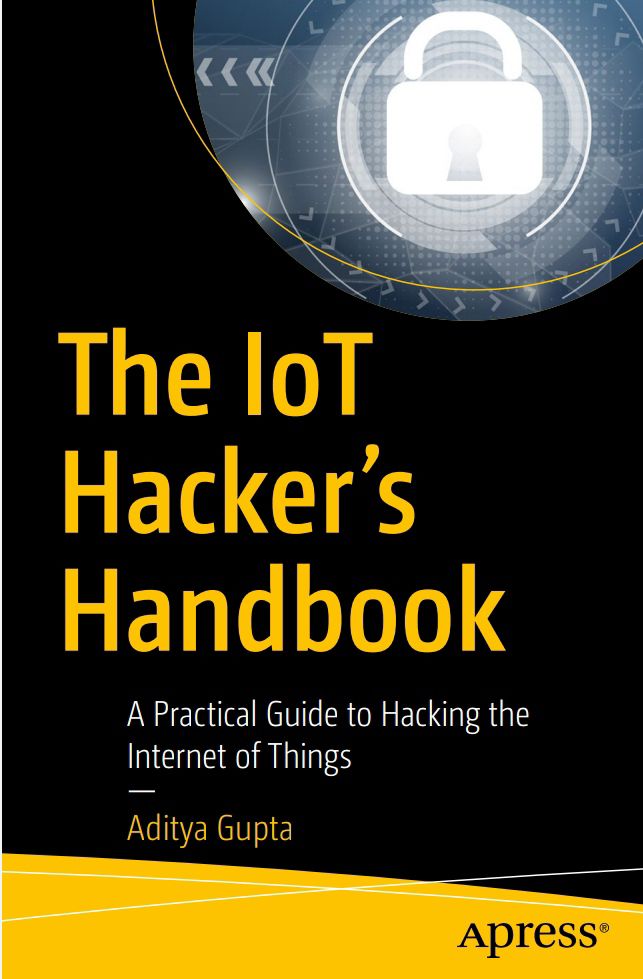 The IoT
Hacker’s
Handbook
A Practical Guide to Hacking the
Internet of Things
—
Aditya Gupta
Apress®